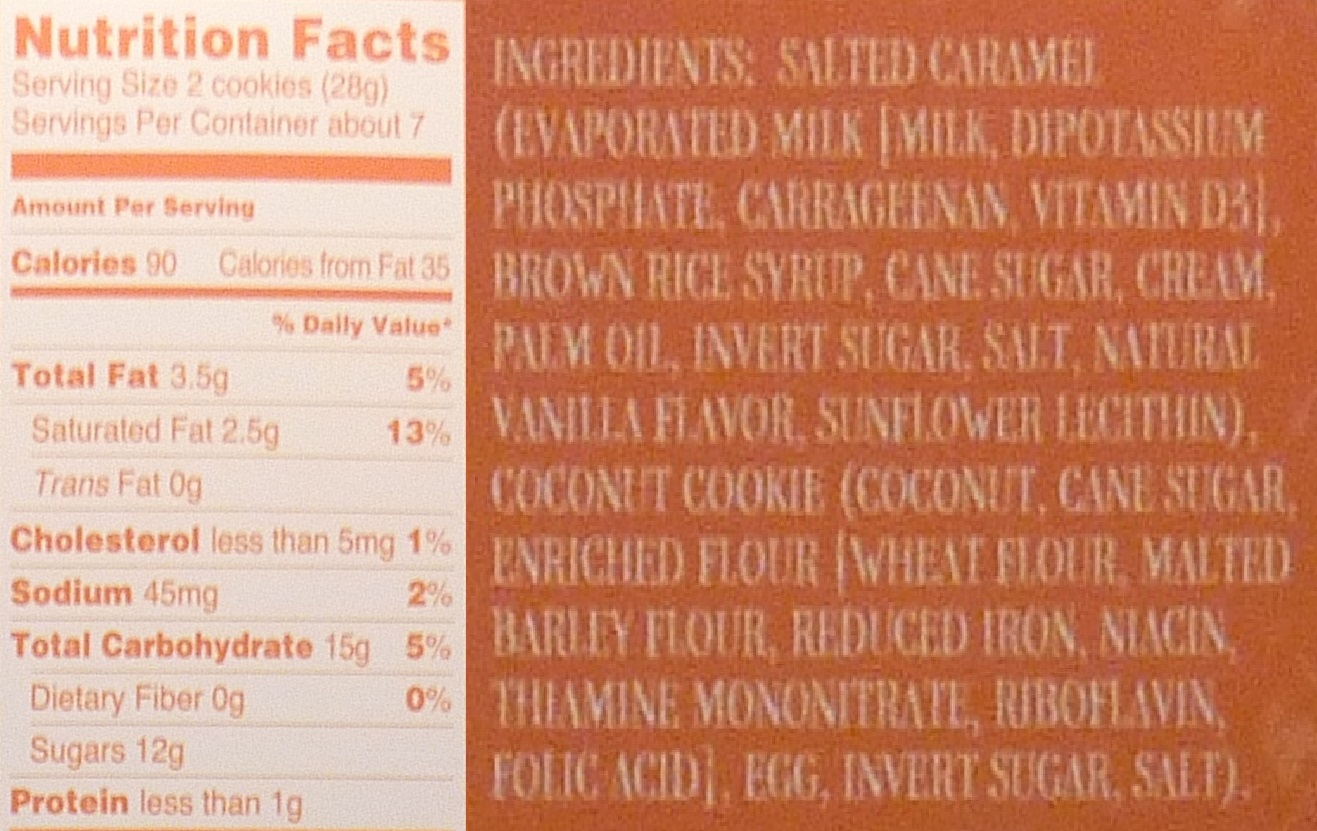 Nutrition Facts
Serving Size 2 cookies (28g)
Servings Per Container about 7
Amount Per Serving
Calories 90 Calories from Fat 35
% Daily Value*
Total Fat 3.5g 5%
Saturated Fat 2.5g 13%
Trans Fat 0g
Cholesterol less than 5mg 1%
Sodium 45mg 2%
Total Carbohydrate 15g 5%
Dietary Fiber 0g 0%
Sugars 12g
Protein less than 1g
INGREDIENTS: SALTED CARAMEL
(EVAPORATED MILK [MILK, DIPOTASSIUM
PHOSPHATE, CARRAGEENAN, VITAMIN D3],
BROWN RICE SYRUP, CANE SUGAR, CREAM,
PALM OIL, INVERT SUGAR, SALT, NATURAL
VANILLA FLAVOR, SUNFLOWER LECITHIN),
COCONUT COOKIE (COCONUT, CANE SUGAR,
ENRICHED FLOUR [WHEAT FLOUR, MALTED
BARLEY FLOUR, REDUCED IRON, NIACIN,
THIAMINE MONONITRATE, RIBOFLAVIN,
FOLIC ACID], EGG, INVERT SUGAR, SALT).